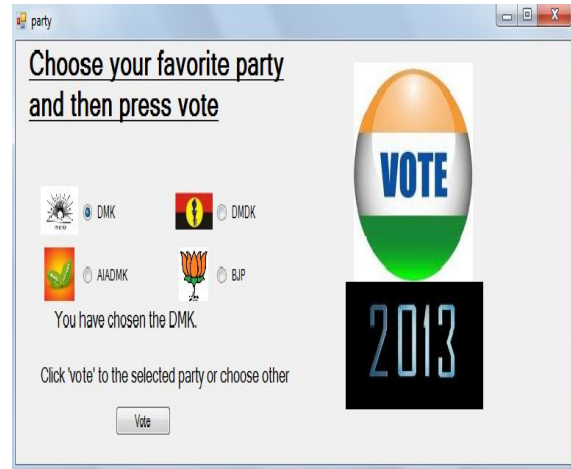 party
Choose your favorite party
and then press vote
VOTE
DMK
DMDK
AIADMK
BJP
You have chosen the DMK.
2013
Click 'vote' to the selected party or choose other
Vote